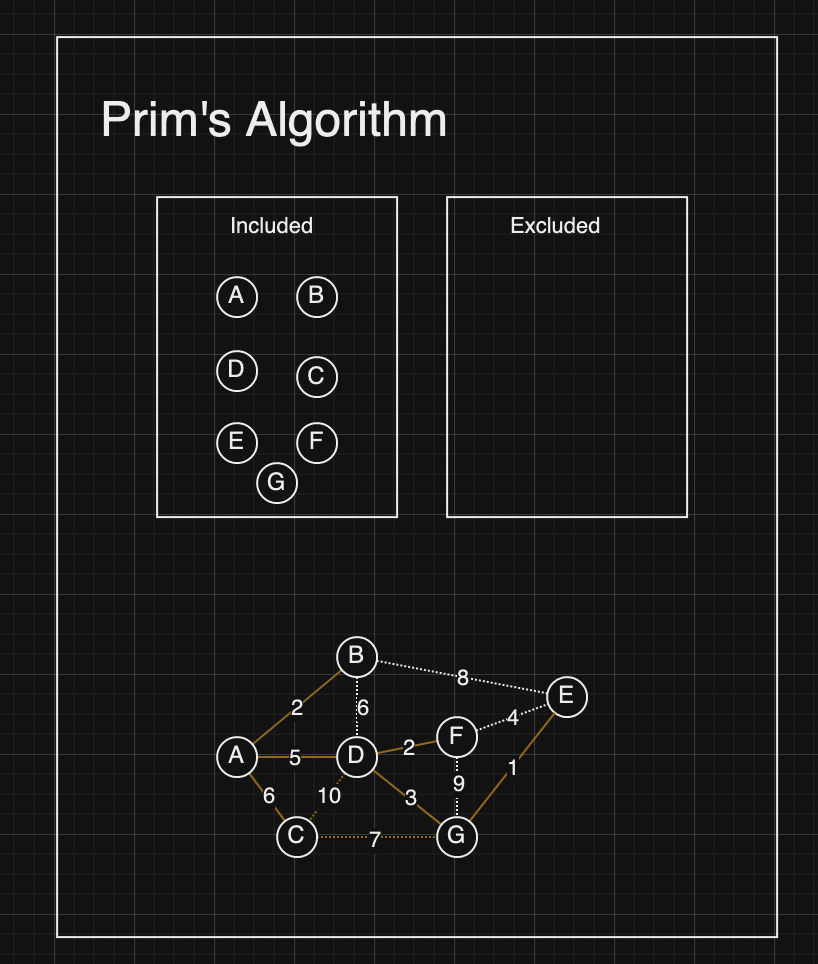 Prim's Algorithm
Included Excluded
A B
D C
E F
G
B
8
E
2 6
4
F
A 5 D 2
1
9
6 10 3
C 7 G